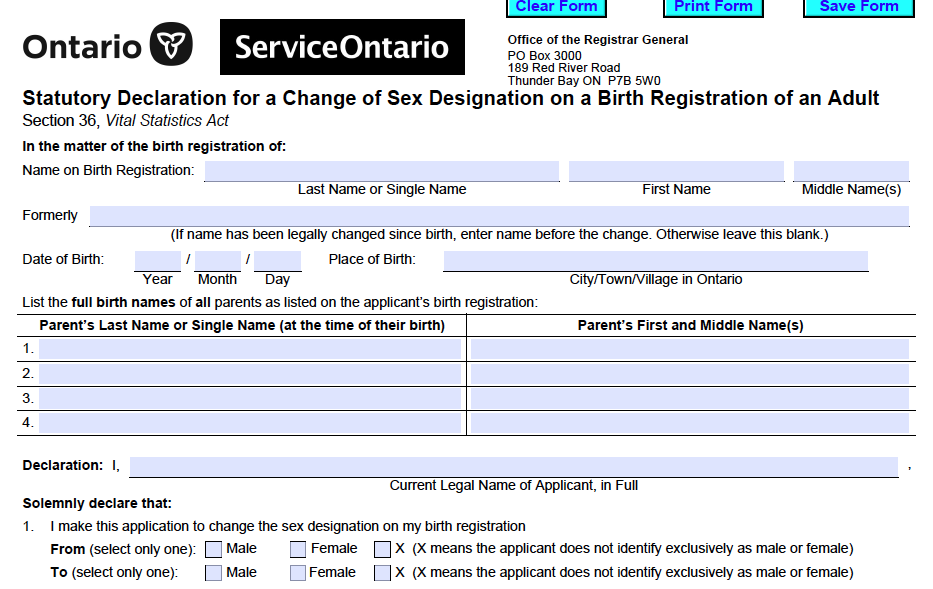 Clear Form Print Form Save Form
Ontario ServiceOntario
Office of the Registrar General
PO Box 3000
189 Red River Road
Thunder Bay ON P7B 5W0
Statutory Declaration for a Change of Sex Designation on a Birth Registration of an Adult
Section 36, Vital Statistics Act
In the matter of the birth registration of:
Name on Birth Registration:
Last Name or Single Name First Name Middle Name(s)
Formerly
(If name has been legally changed since birth, enter name before the change. Otherwise leave this blank.)
Date of Birth: / / Place of Birth:
Year Month Day City/Town/Village in Ontario
List the full birth names of all parents as listed on the applicant's birth registration:
Parent's Last Name or Single Name (at the time of their birth) Parent's First and Middle Name(s)
1.
2.
3.
4.
Declaration: I, ,
Current Legal Name of Applicant, in Full
Solemnly declare that:
1. I make this application to change the sex designation on my birth registration
From (select only one): Male Female X (X means the applicant does not identify exclusively as male or female)
To (select only one): Male Female X (X means the applicant does not identify exclusively as male or female)